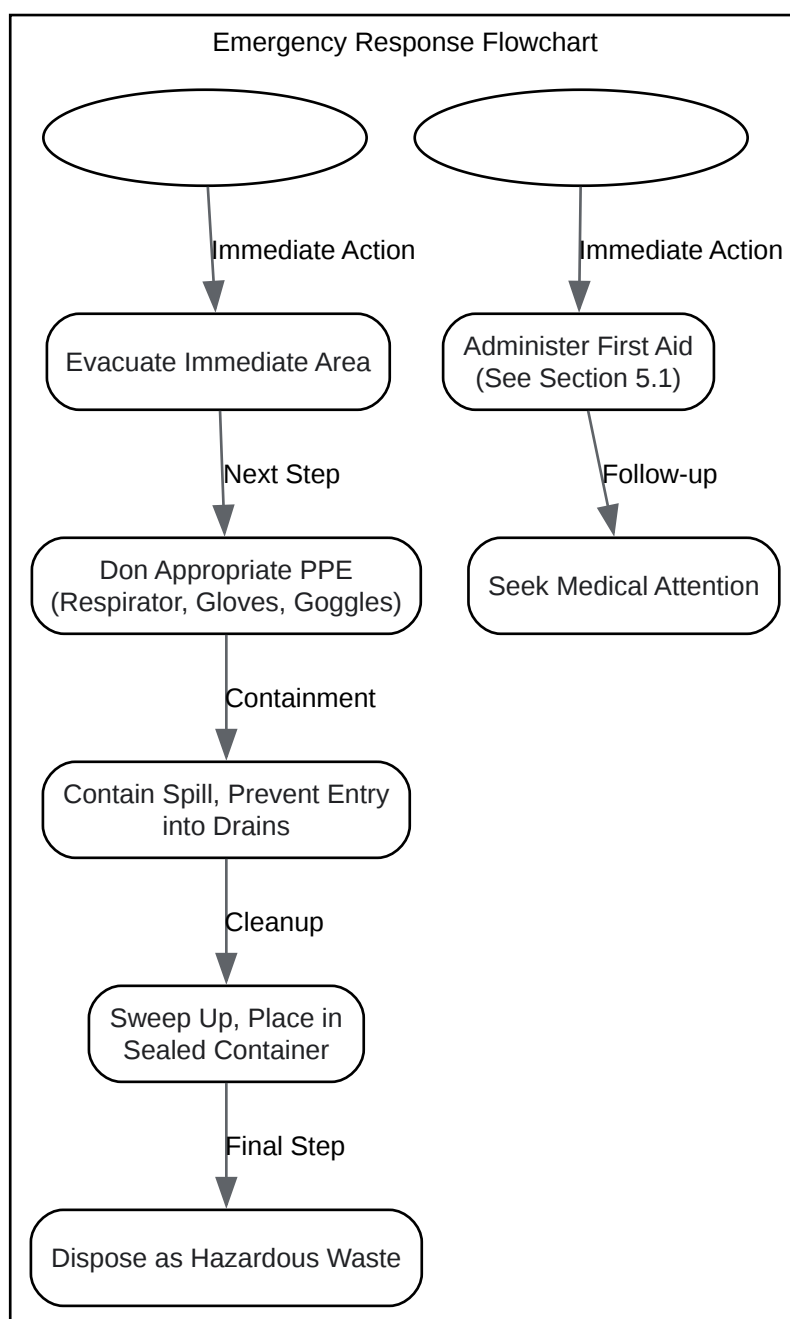 Emergency Response Flowchart
Immediate Action
Immediate Action
Evacuate Immediate Area
Administer First Aid
(See Section 5.1)
Next Step
Follow-up
Don Appropriate PPE
(Respirator, Gloves, Goggles)
Seek Medical Attention
Containment
Contain Spill, Prevent Entry
into Drains
Cleanup
Sweep Up, Place in
Sealed Container
Final Step
Dispose as Hazardous Waste